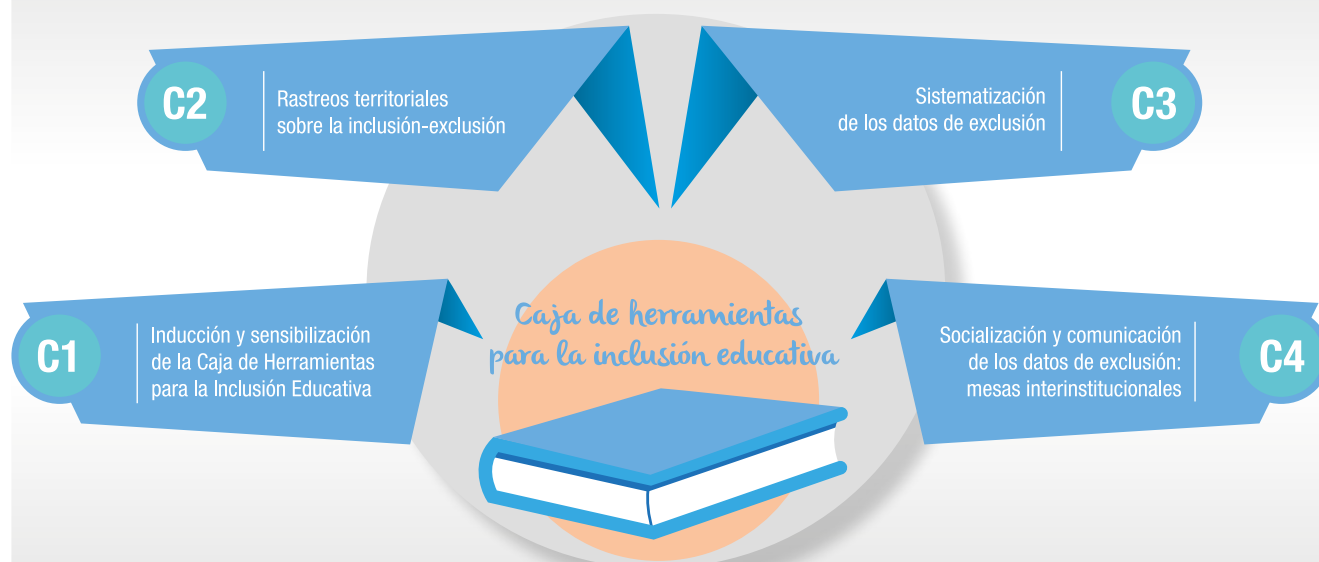 C2
Rastreos territoriales
sobre la inclusión-exclusión
Sistematización
de los datos de exclusión
C3
C1
Inducción y sensibilización
de la Caja de Herramientas
para la Inclusión Educativa
Caja de herramientas
para la inclusión educativa
Socialización y comunicación
de los datos de exclusión:
mesas interinstitucionales
C4